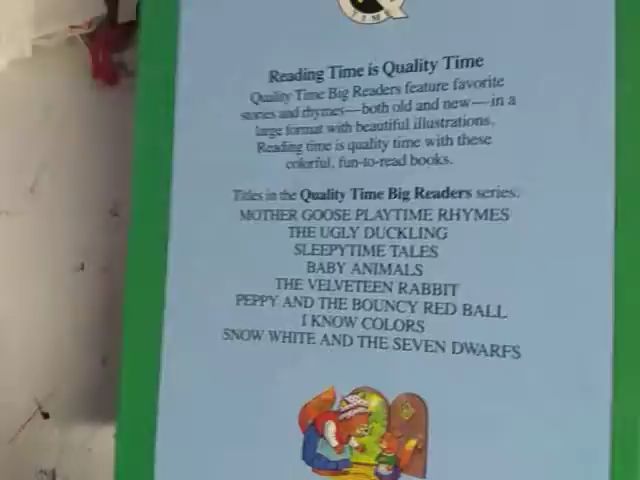 TIME
Reading Time is Quality Time
Quality Time Big Readers feature favorite
stories and rhymes—both old and new—in a
large format with beautiful illustrations.
Reading time is quality time with these
colorful, fun-to-read books.
Titles in the Quality Time Big Readers series:
MOTHER GOOSE PLAYTIME RHYMES
THE UGLY DUCKLING
SLEEPYTIME TALES
BABY ANIMALS
THE VELVETEEN RABBIT
PEPPY AND THE BOUNCY RED BALL
I KNOW COLORS
SNOW WHITE AND THE SEVEN DWARFS